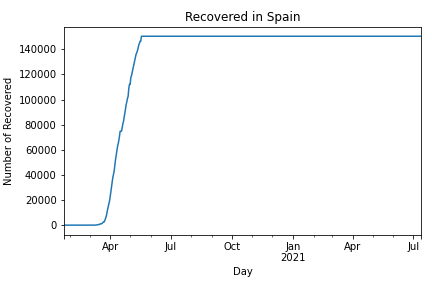 Recovered in Spain
Number of Recovered
140000
120000
100000
80000
60000
40000
20000
0
Apr Jul Oct Jan Apr Jul
2021
Day